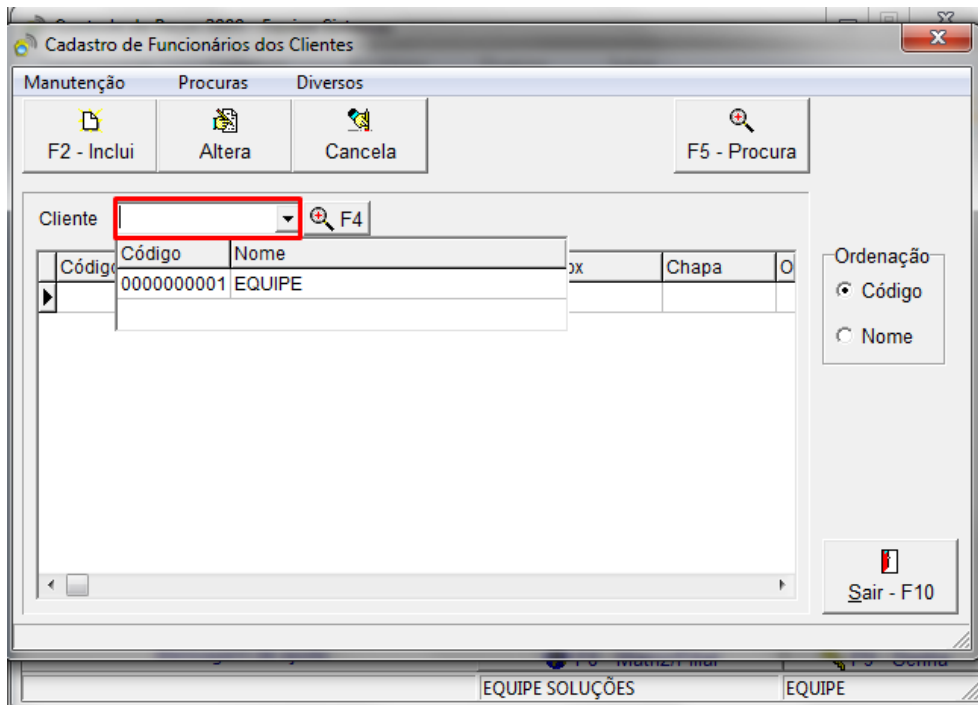 Cadastro de Funcionários dos Clientes
Manutenção Procuras Diversos
F2 - Inclui Altera Cancela F5 - Procura
Cliente F4
Código Nome
Código Chapa O
0000000001 EQUIPE
Ordenação
Código
Nome
Sair - F10
EQUIPE SOLUÇÕES EQUIPE